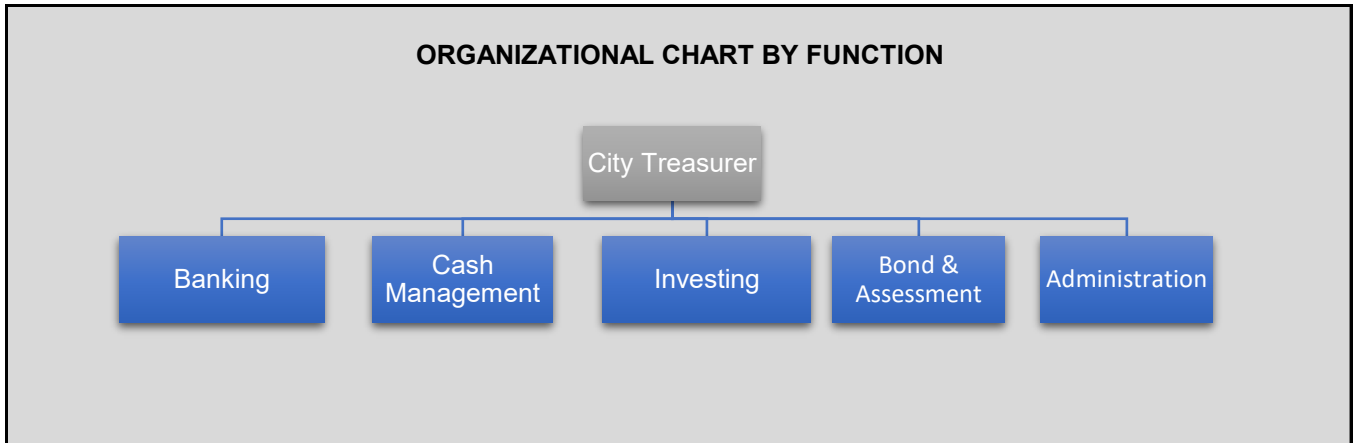 ORGANIZATIONAL CHART BY FUNCTION
City Treasurer
Banking
Cash
Management
Investing
Bond &
Assessment
Administration